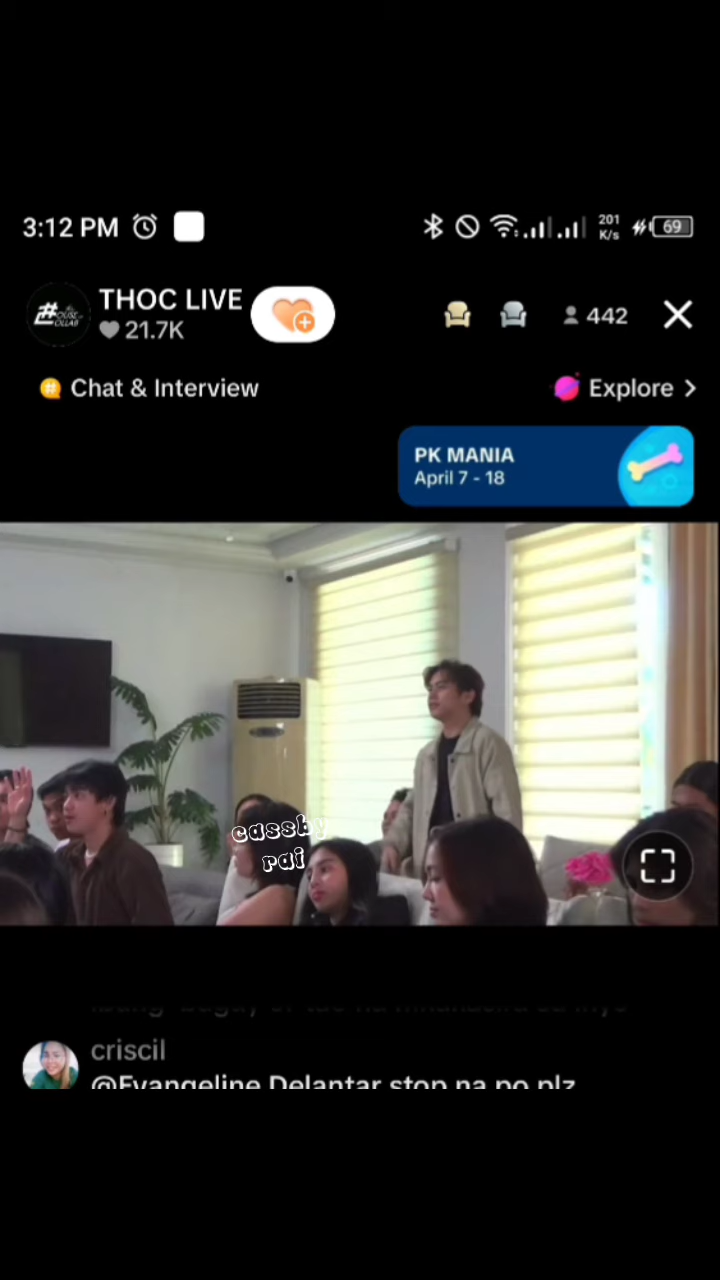 3:12 PM
201
K/s
69
THOC LIVE
21.7K
442
#
Chat & Interview
Explore >
PK MANIA
April 7 - 18
cassby
rai
criscil
@Evangeline Delantar stop na po plz